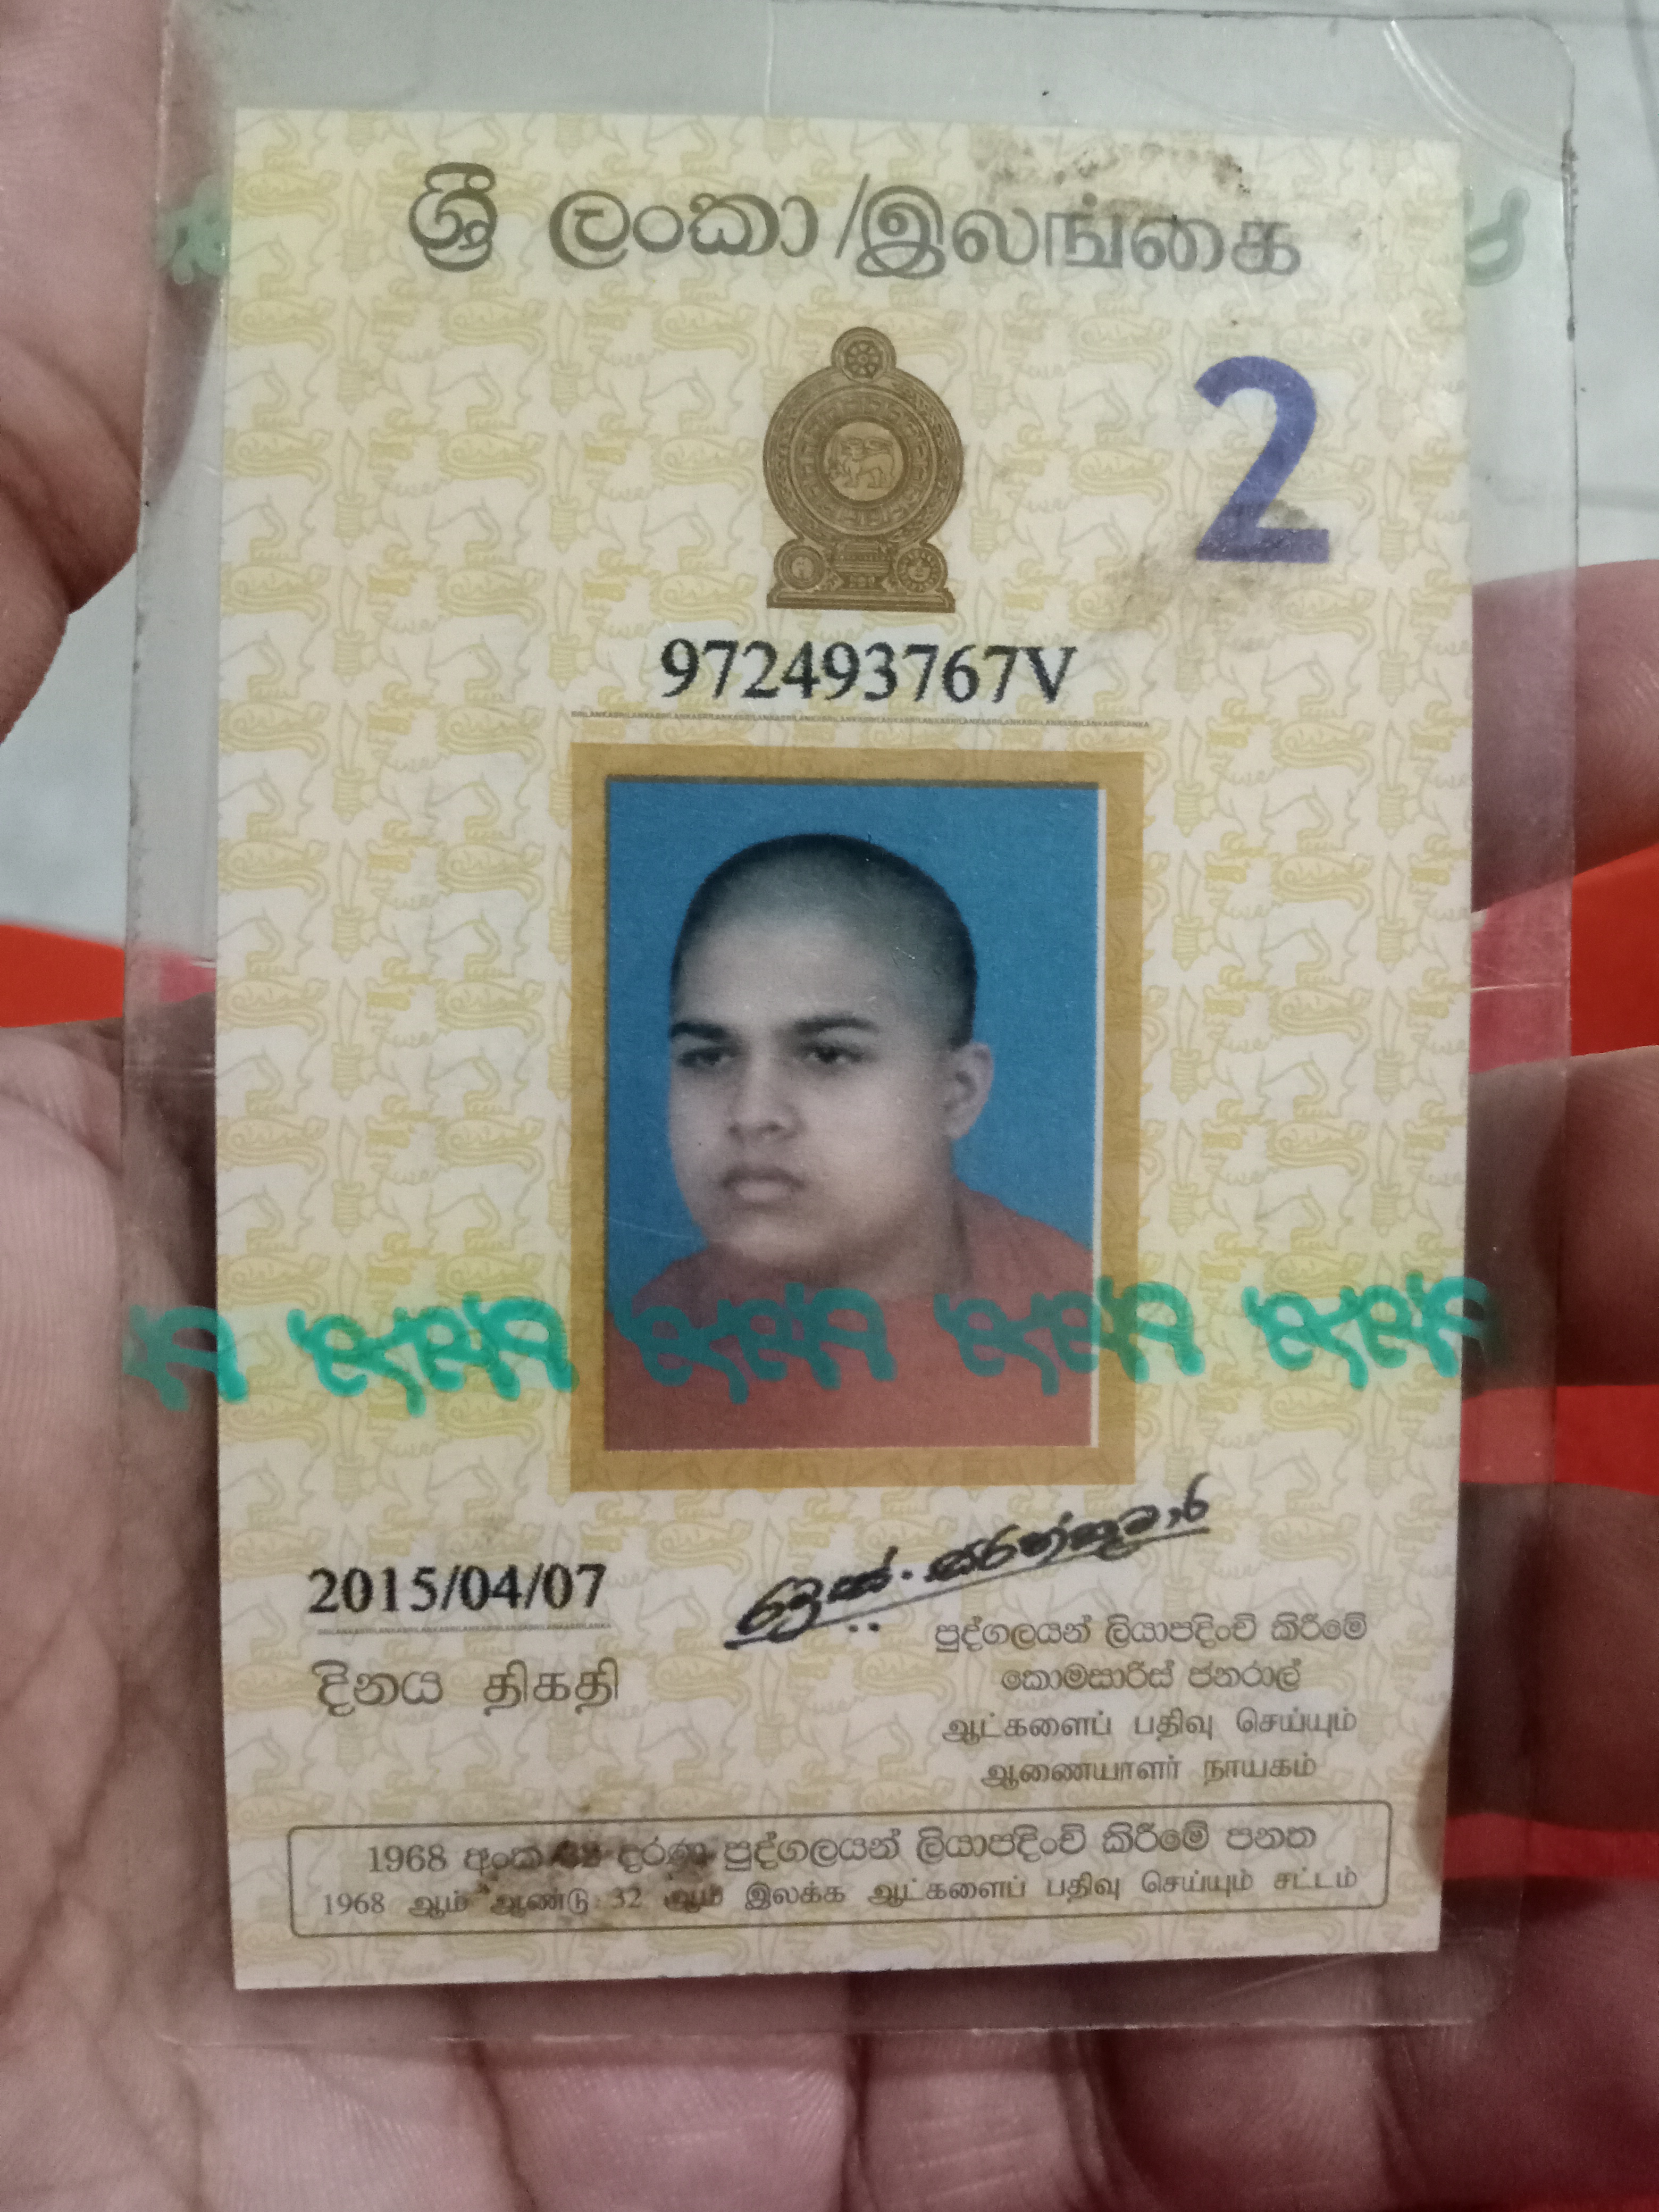 ශ්‍රී ලංකා/இலங்கை
2
972493767V
2015/04/07
දිනය திகதி
පුද්ගලයන් ලියාපදිංචි කිරීමේ
කොමසාරිස් ජනරාල්
ஆட்களைப் பதிவு செய்யும்
ஆணையாளர் நாயகம்
1968 අංක 32 දරණ පුද්ගලයන් ලියාපදිංචි කිරීමේ පනත
1968 ஆம் ஆண்டு 32 ஆம் இலக்க ஆட்களைப் பதிவு செய்யும் சட்டம்